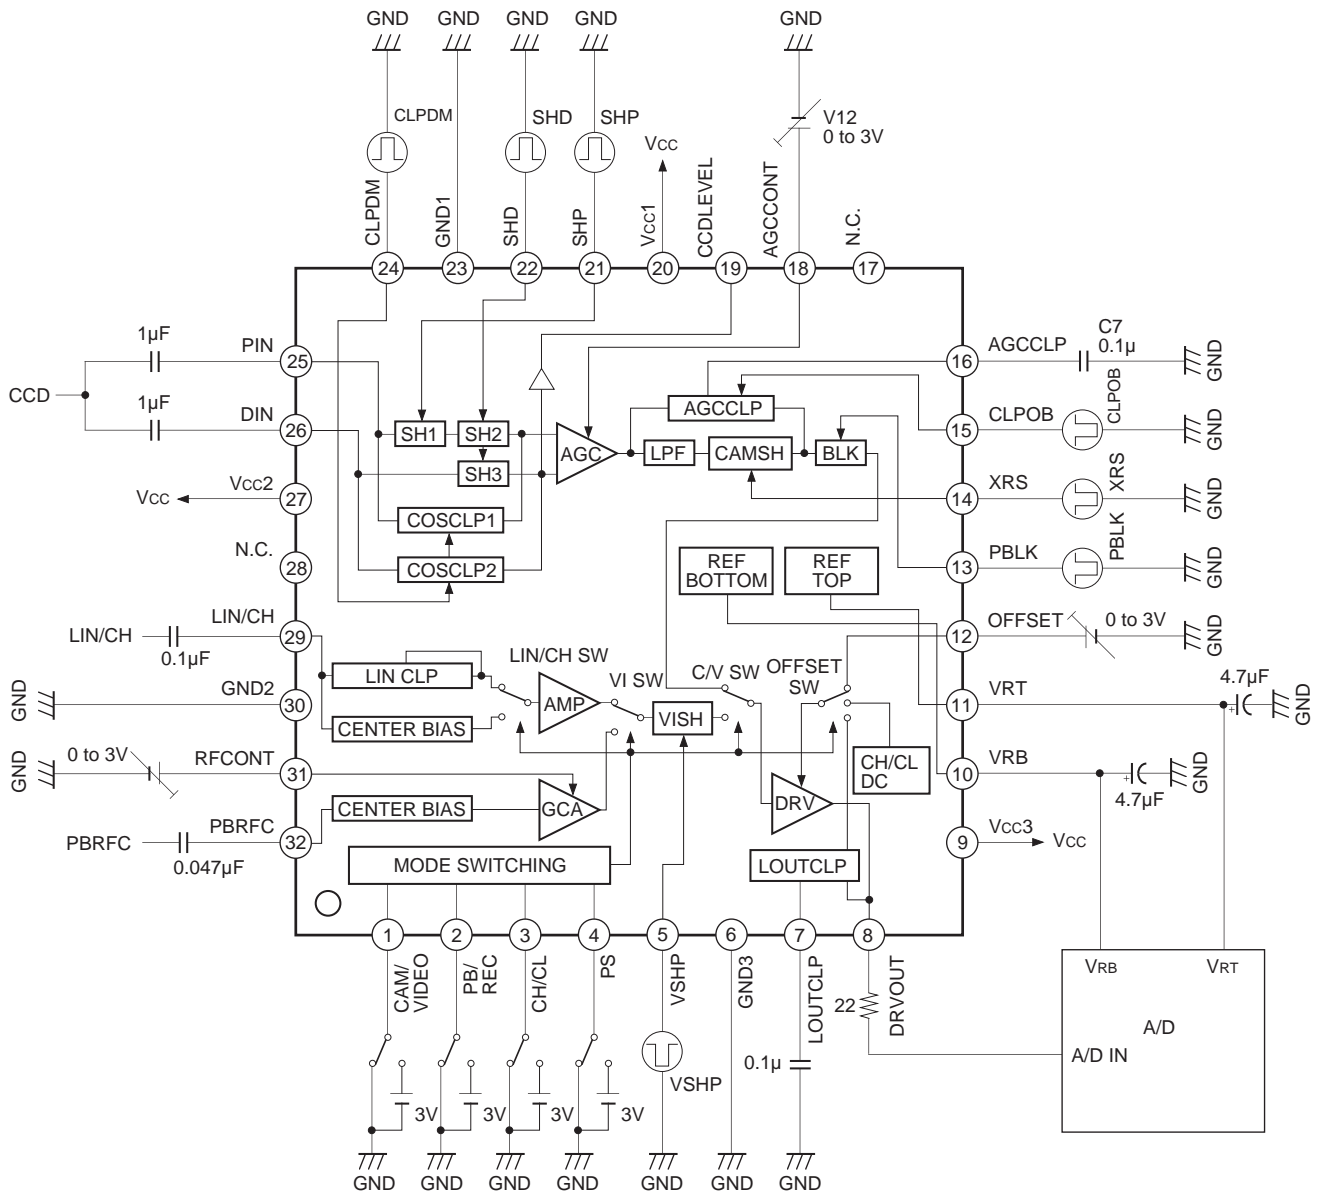 GND
GND
GND
GND
GND
CLPDM
SHD
SHP
V12
0 to 3V
VCC
CLPDM
GND1
SHD
SHP
VCC1
CCDLEVEL
AGCCONT
N.C.
24
23
22
21
20
19
18
17
CCD
1µF
PIN
25
1µF
DIN
26
VCC
VCC2
27
N.C.
28
LIN/CH
0.1µF
LIN/CH
29
GND
GND2
30
GND
0 to 3V
RFCONT
31
PBRFC
0.047µF
PBRFC
32
SH1
SH2
SH3
AGC
AGCCLP
LPF
CAMSH
BLK
COSCLP1
COSCLP2
REF
BOTTOM
REF
TOP
LIN CLP
LIN/CH SW
AMP
VI SW
VISH
C/V SW
OFFSET
SW
CENTER BIAS
CH/CL
DC
CENTER BIAS
GCA
DRV
MODE SWITCHING
LOUTCLP
16
AGCCLP
C7
0.1µ
GND
15
CLPOB
CLPOB
GND
14
XRS
XRS
GND
13
PBLK
PBLK
GND
12
OFFSET
0 to 3V
GND
11
VRT
4.7µF
+
GND
10
VRB
+
4.7µF
GND
9
VCC3
VCC
1
2
3
4
5
6
7
8
CAM/
VIDEO
PB/
REC
CH/CL
PS
VSHP
GND3
LOUTCLP
DRVOUT
22
VRB
VRT
A/D
A/D IN
3V
3V
3V
3V
VSHP
0.1µ
GND
GND
GND
GND
GND
GND
GND